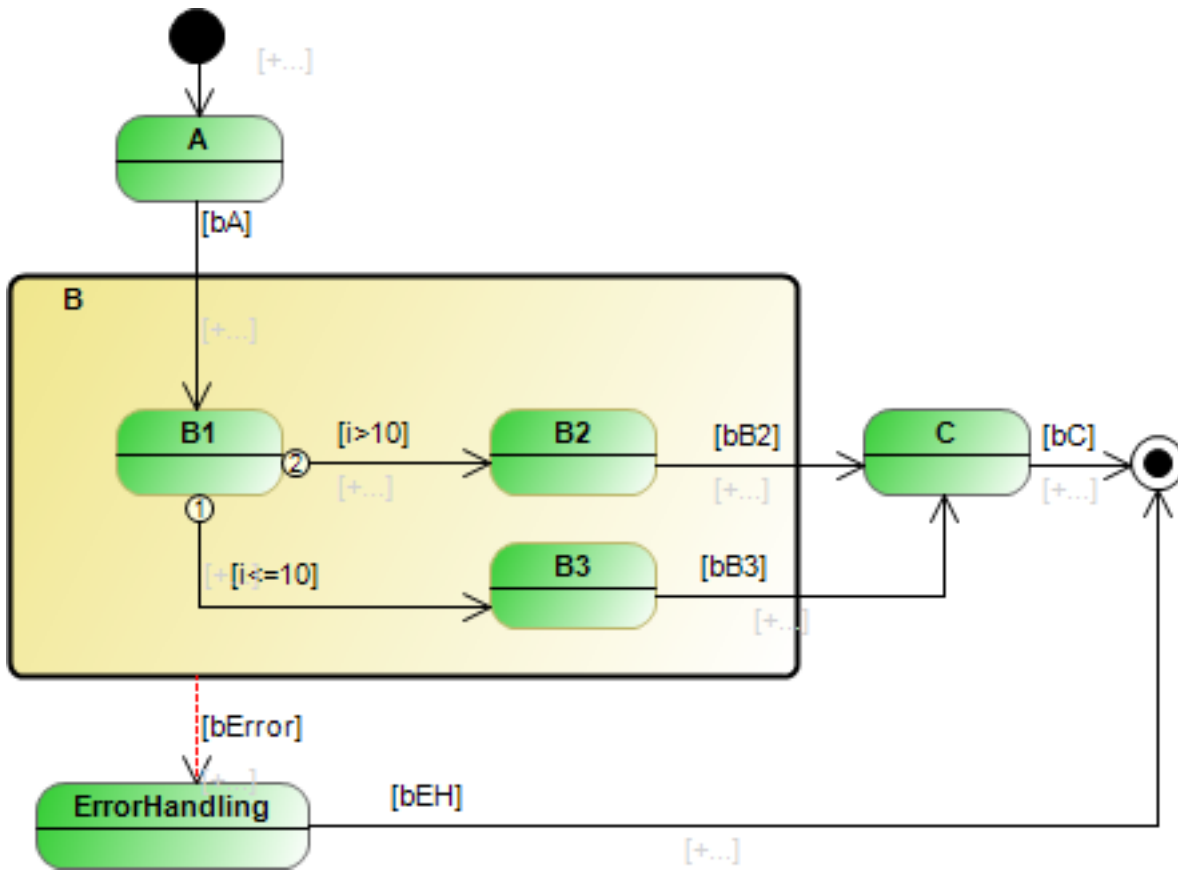 [+...]
A
[bA]
B
[+...]
B1
2
[i>10]
[+...]
B2
[bB2]
[+...]
C
[bC]
[+...]
1
[i<=10]
B3
[bB3]
[+...]
[bError]
[+...]
ErrorHandling
[bEH]
[+...]